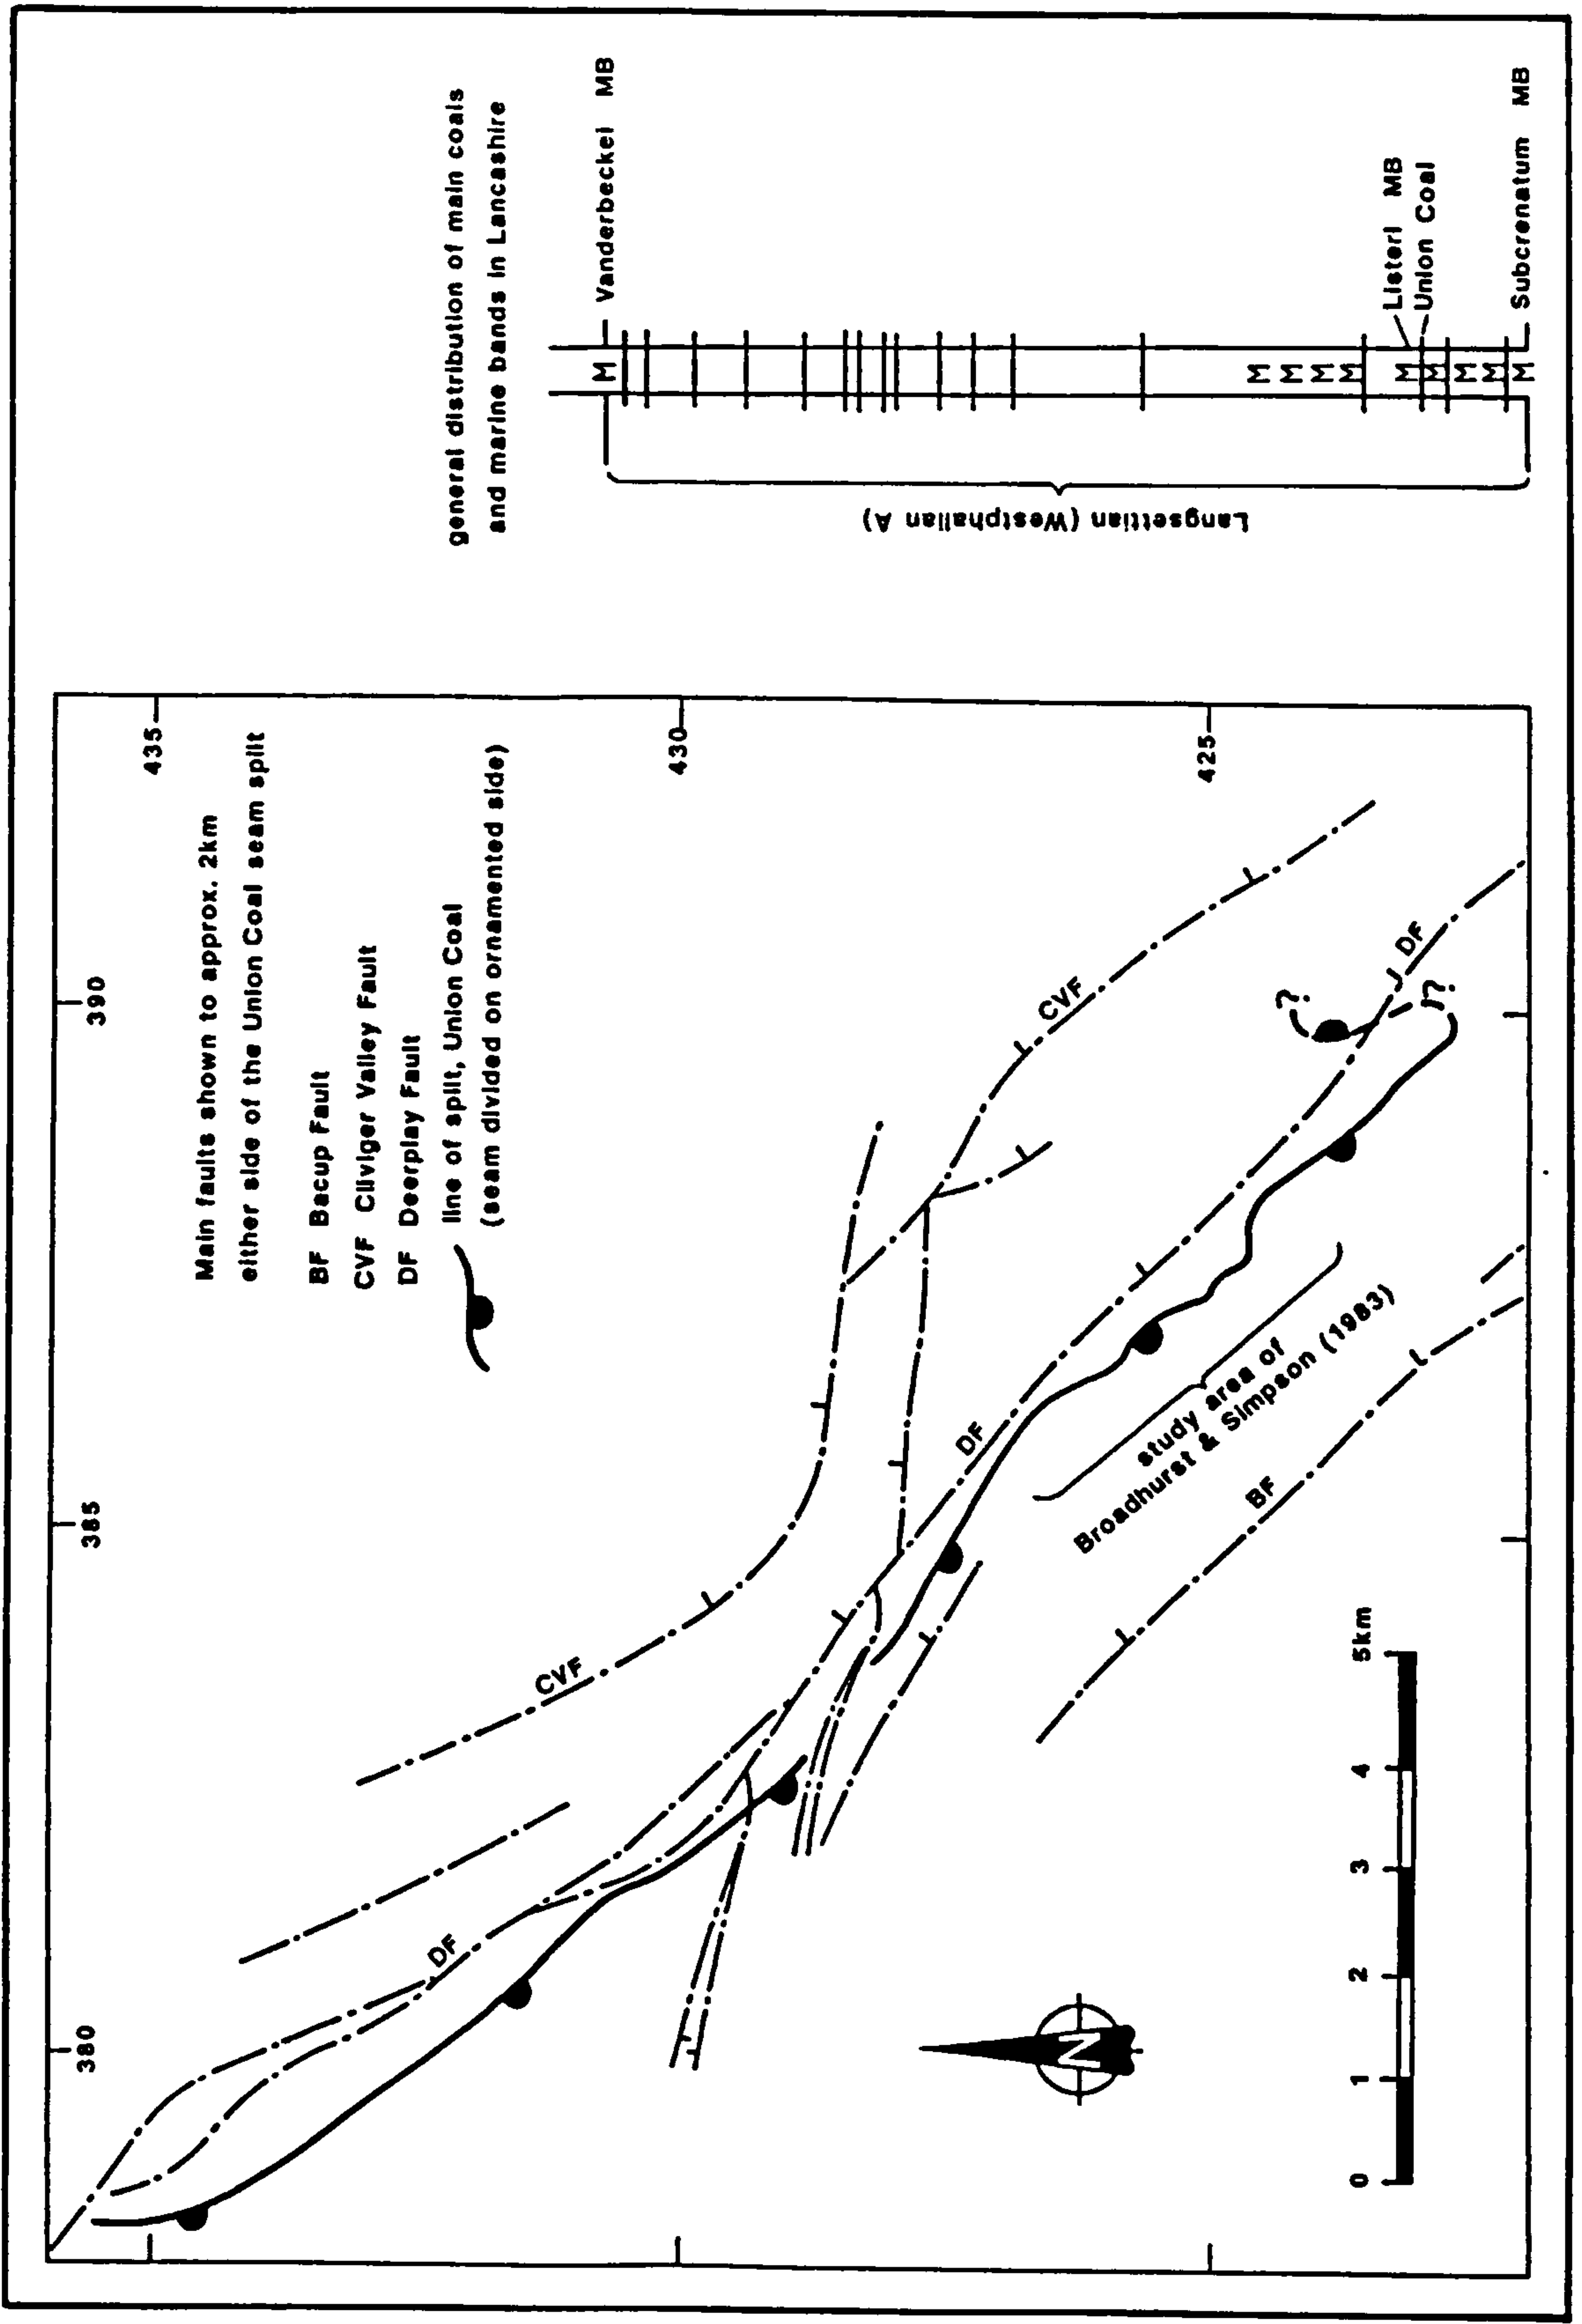 Main faults shown to approx. 2km
either side of the Union Coal seam split
BF Bacup Fault
CVF Cliviger Valley Fault
DF Deerplay Fault
line of split, Union Coal
(seam divided on ornamented side)
380
385
390
435
430
425
CVF
DF
CVF
DF
DF
BF
?
??
study area of
Broadhurst & Simpson (1983)
N
0 1 2 3 4 5km
general distribution of main coals
and marine bands in Lancashire
Langsettian (Westphalian A)
M Vanderbeckei MB
M
M
M
M
M Listeri MB
M Union Coal
M
M
M Subcrenatum MB